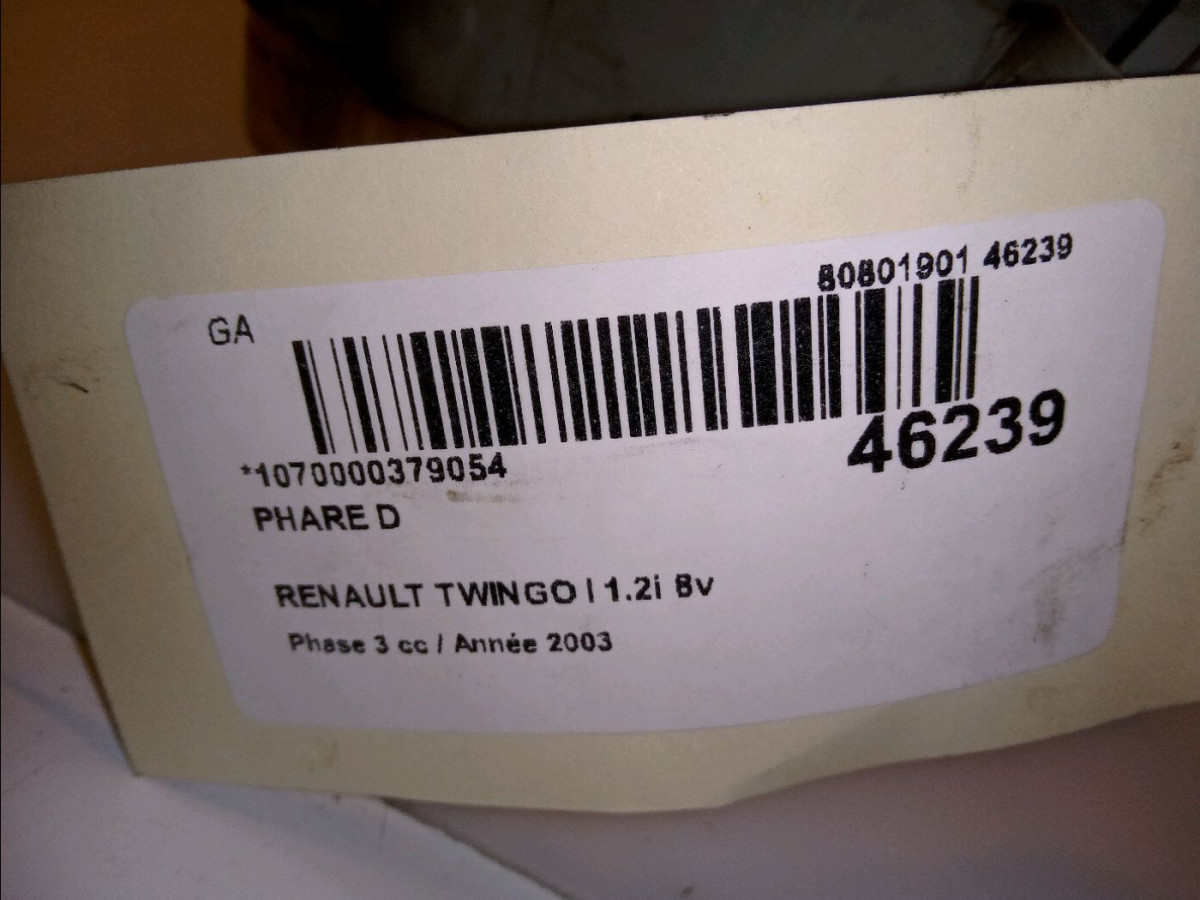 80801901 46239
GA
46239
*1070000379054
PHARE D
RENAULT TWINGO I 1.2i 8v
Phase 3 cc / Année 2003